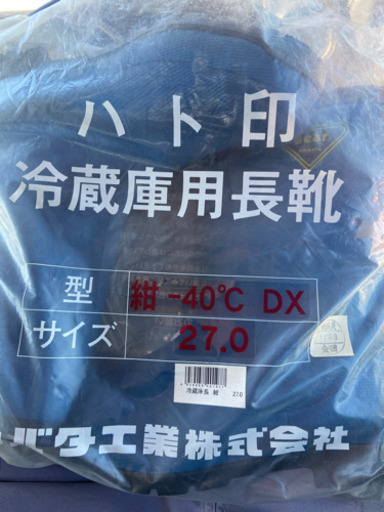 ハト印
冷蔵庫用長靴
型 紺-40℃ DX
サイズ 27.0
冷蔵庫長 紺 27.0
バタ工業株式会社